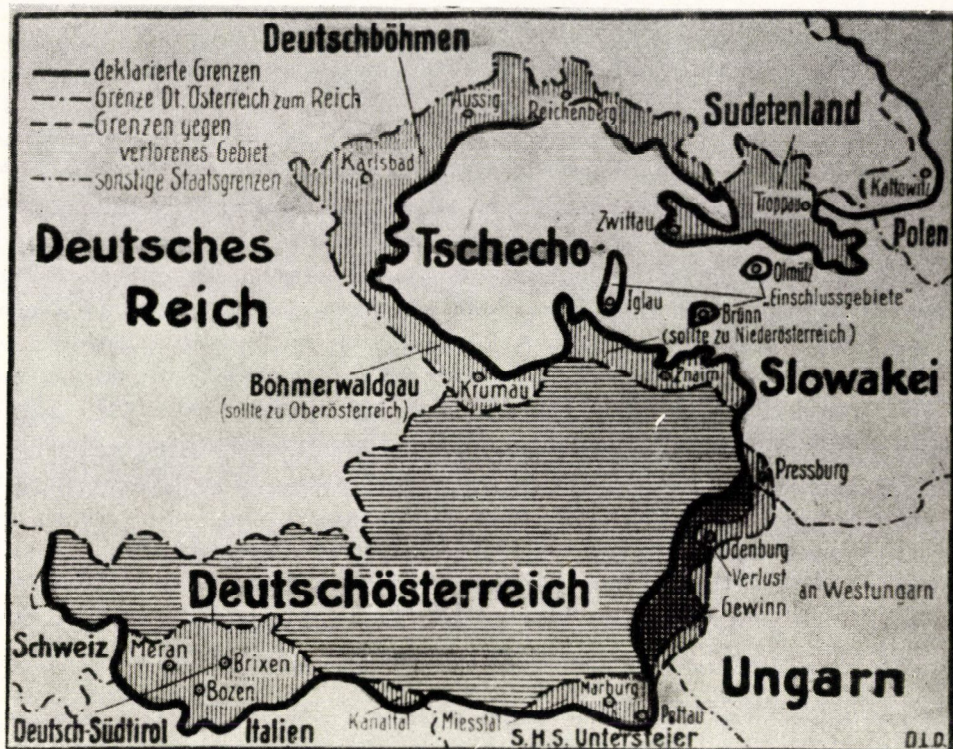 Deutschböhmen
deklarierte Grenzen
Grenze Dt. Österreich zum Reich
Grenzen gegen
verlorenes Gebiet
sonstige Staatsgrenzen
Aussig
Reichenberg
Sudetenland
Karlsbad
Kattowitz
Troppau
Zwittau
Polen
Deutsches
Reich
Tschecho
Olmütz
Iglau
„Einschlussgebiete"
Brünn
(sollte zu Niederösterreich)
Böhmerwaldgau
(sollte zu Oberösterreich)
Krumau
Znaim
Slowakei
Pressburg
Ödenburg
Verlust
an Westungarn
Gewinn
Deutschösterreich
Schweiz
Meran
Brixen
Bozen
Ungarn
Marburg
Pettau
Deutsch-Südtirol
Italien
Kanaltal
Miesstal
S.H.S. Untersteier